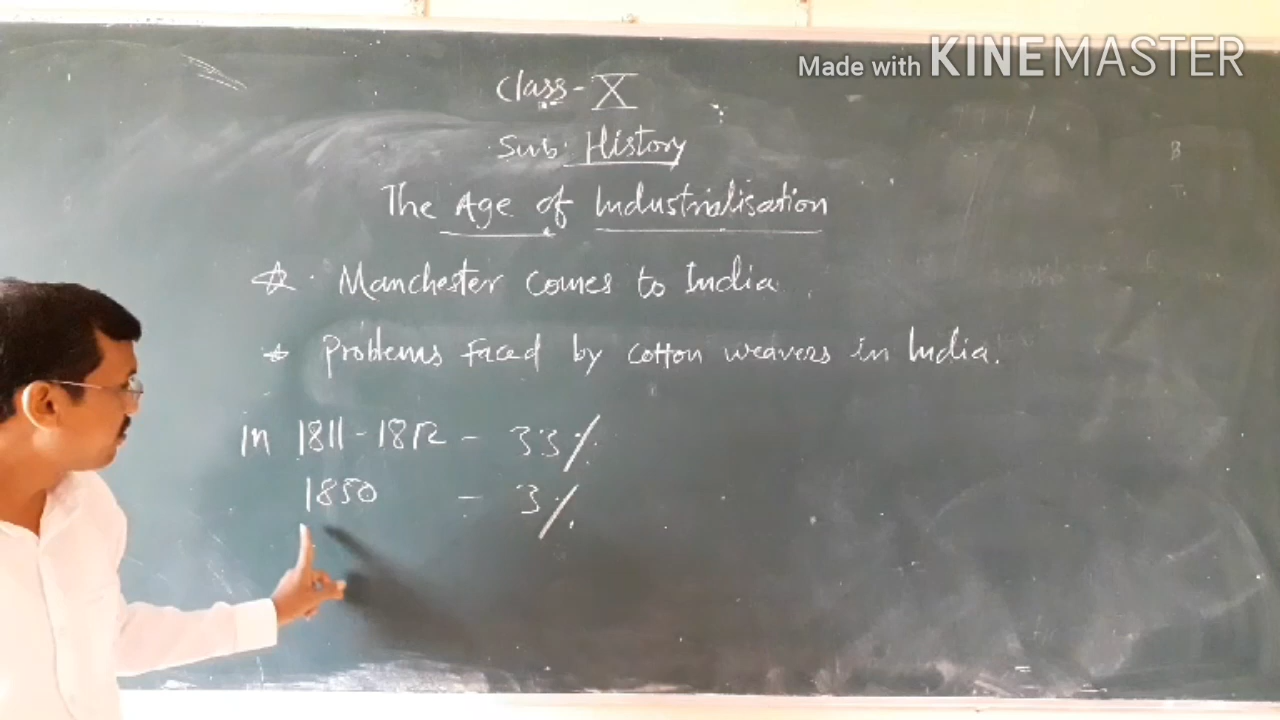 Made with KINEMASTER
Class - X
Sub: History
The Age of Industrialisation
Manchester comes to India
Problems faced by cotton weavers in India.
In 1811 - 1812 - 33%
1850 - 3%